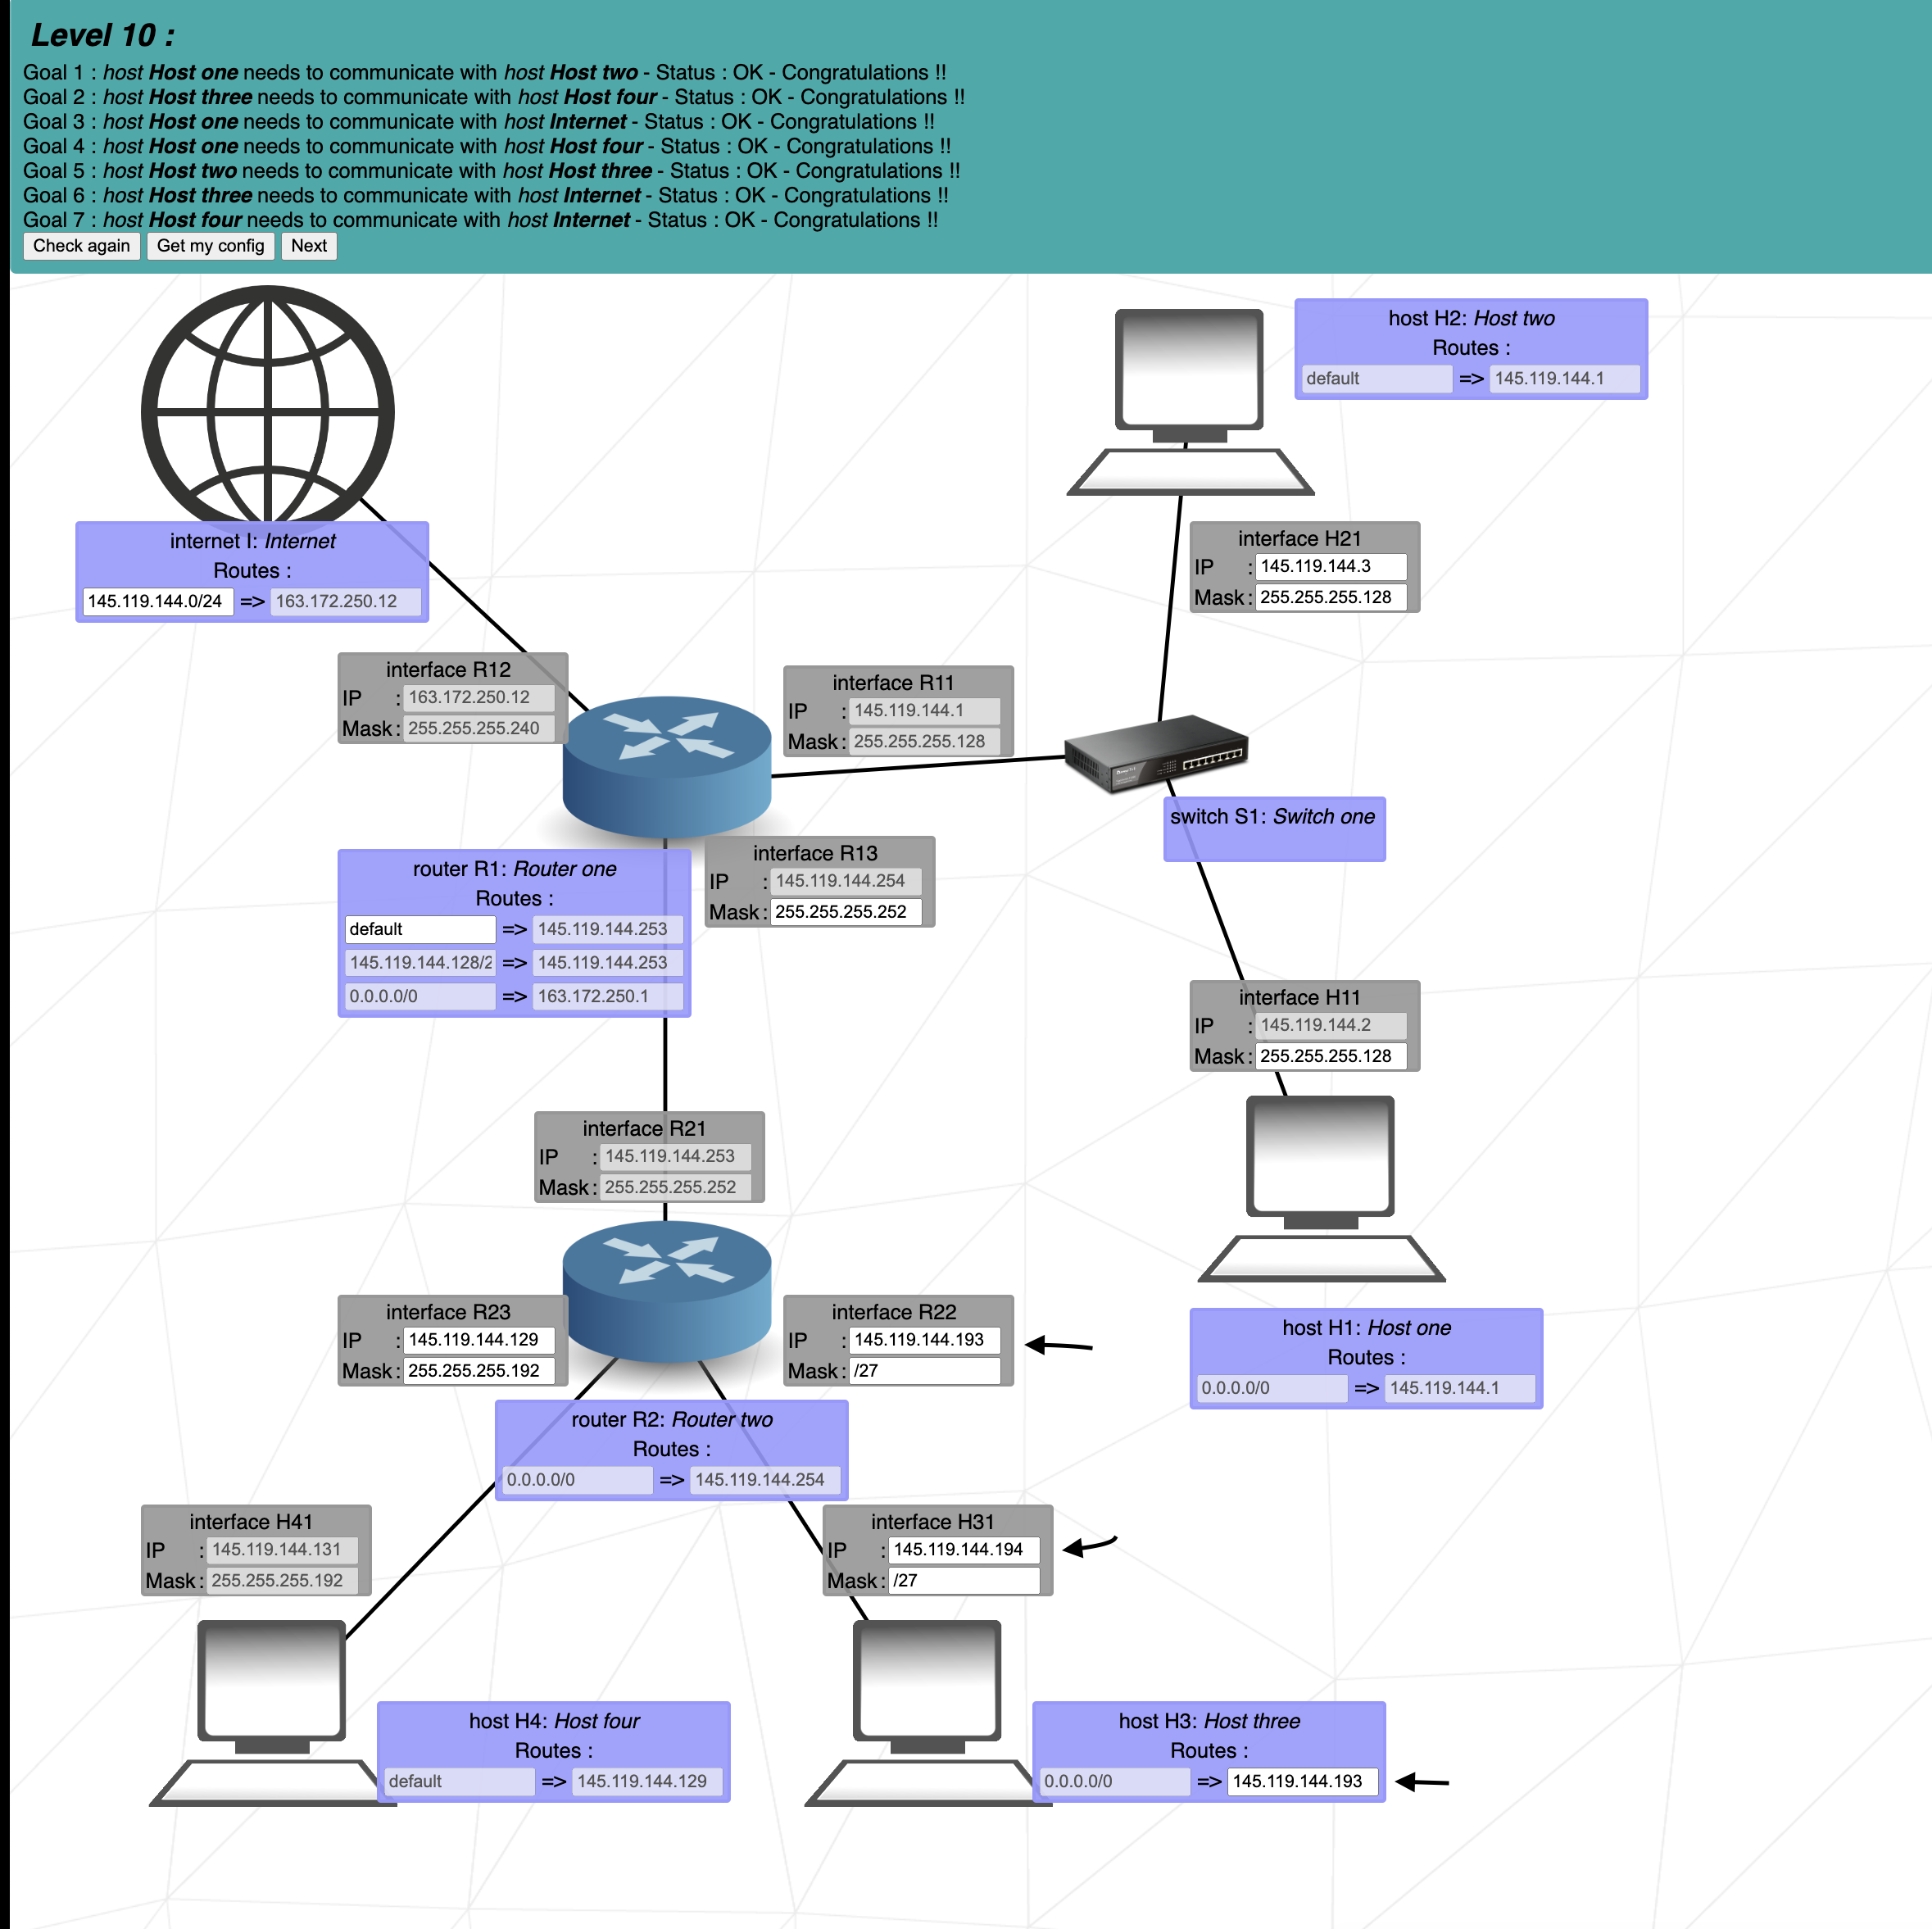 Level 10 :
Goal 1 : host Host one needs to communicate with host Host two - Status : OK - Congratulations !!
Goal 2 : host Host three needs to communicate with host Host four - Status : OK - Congratulations !!
Goal 3 : host Host one needs to communicate with host Internet - Status : OK - Congratulations !!
Goal 4 : host Host one needs to communicate with host Host four - Status : OK - Congratulations !!
Goal 5 : host Host two needs to communicate with host Host three - Status : OK - Congratulations !!
Goal 6 : host Host three needs to communicate with host Internet - Status : OK - Congratulations !!
Goal 7 : host Host four needs to communicate with host Internet - Status : OK - Congratulations !!
Check again Get my config Next
host H2: Host two
Routes :
default => 145.119.144.1
internet I: Internet
Routes :
145.119.144.0/24 => 163.172.250.12
interface H21
IP : 145.119.144.3
Mask : 255.255.255.128
interface R12
IP : 163.172.250.12
Mask : 255.255.255.240
interface R11
IP : 145.119.144.1
Mask : 255.255.255.128
switch S1: Switch one
interface R13
IP : 145.119.144.254
Mask : 255.255.255.252
router R1: Router one
Routes :
default => 145.119.144.253
145.119.144.128/2 => 145.119.144.253
0.0.0.0/0 => 163.172.250.1
interface H11
IP : 145.119.144.2
Mask : 255.255.255.128
interface R21
IP : 145.119.144.253
Mask : 255.255.255.252
interface R23
IP : 145.119.144.129
Mask : 255.255.255.192
interface R22
IP : 145.119.144.193
Mask : /27
host H1: Host one
Routes :
0.0.0.0/0 => 145.119.144.1
router R2: Router two
Routes :
0.0.0.0/0 => 145.119.144.254
interface H41
IP : 145.119.144.131
Mask : 255.255.255.192
interface H31
IP : 145.119.144.194
Mask : /27
host H4: Host four
Routes :
default => 145.119.144.129
host H3: Host three
Routes :
0.0.0.0/0 => 145.119.144.193